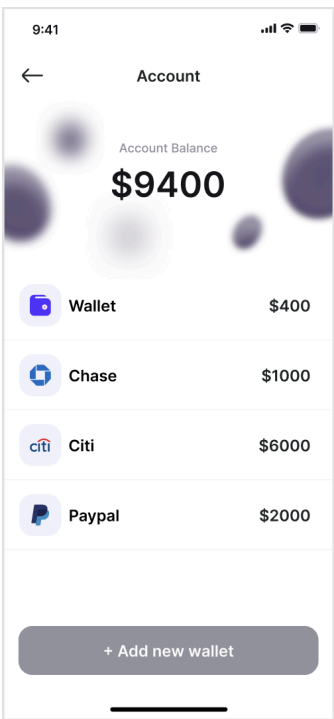 9:41
Account
Account Balance
$9400
Wallet $400
Chase $1000
citi Citi $6000
Paypal $2000
+ Add new wallet